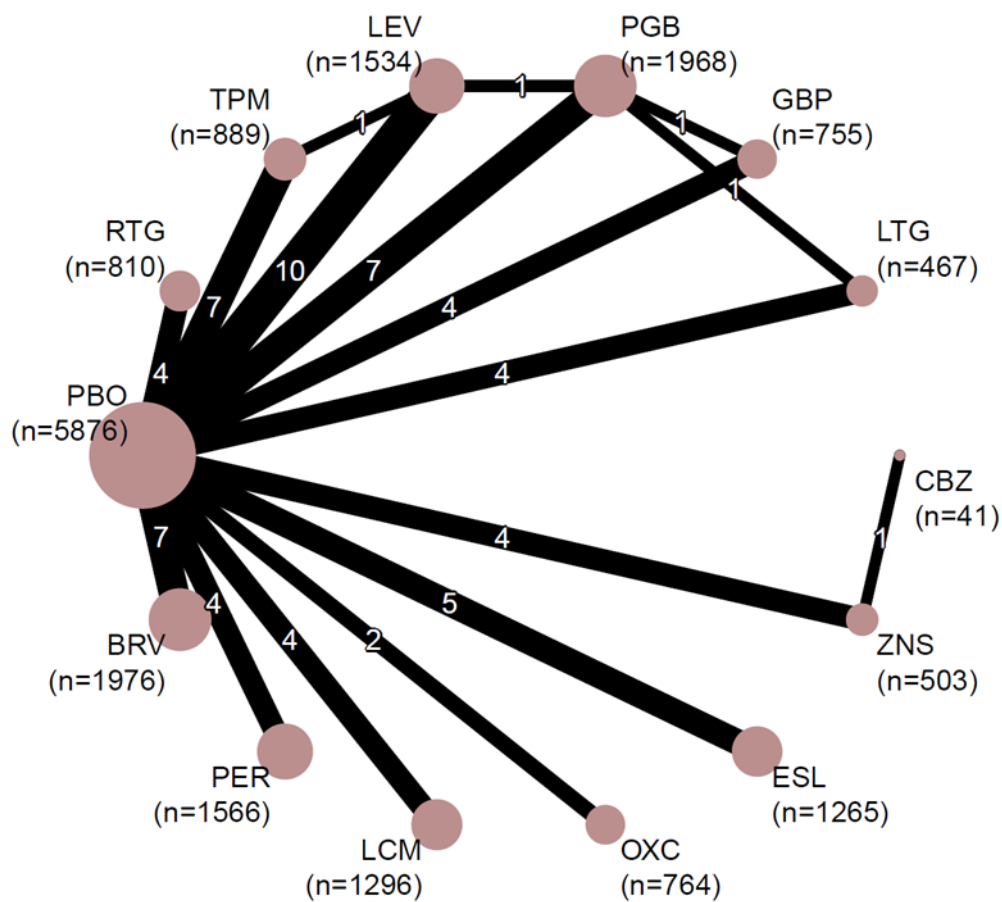 LEV
(n=1534)
PGB
(n=1968)
TPM
(n=889)
GBP
(n=755)
1
1
1
1
RTG
(n=810)
LTG
(n=467)
10
7
7
4
4
4
PBO
(n=5876)
CBZ
(n=41)
7
4
1
4
5
4
2
BRV
(n=1976)
ZNS
(n=503)
PER
(n=1566)
ESL
(n=1265)
LCM
(n=1296)
OXC
(n=764)